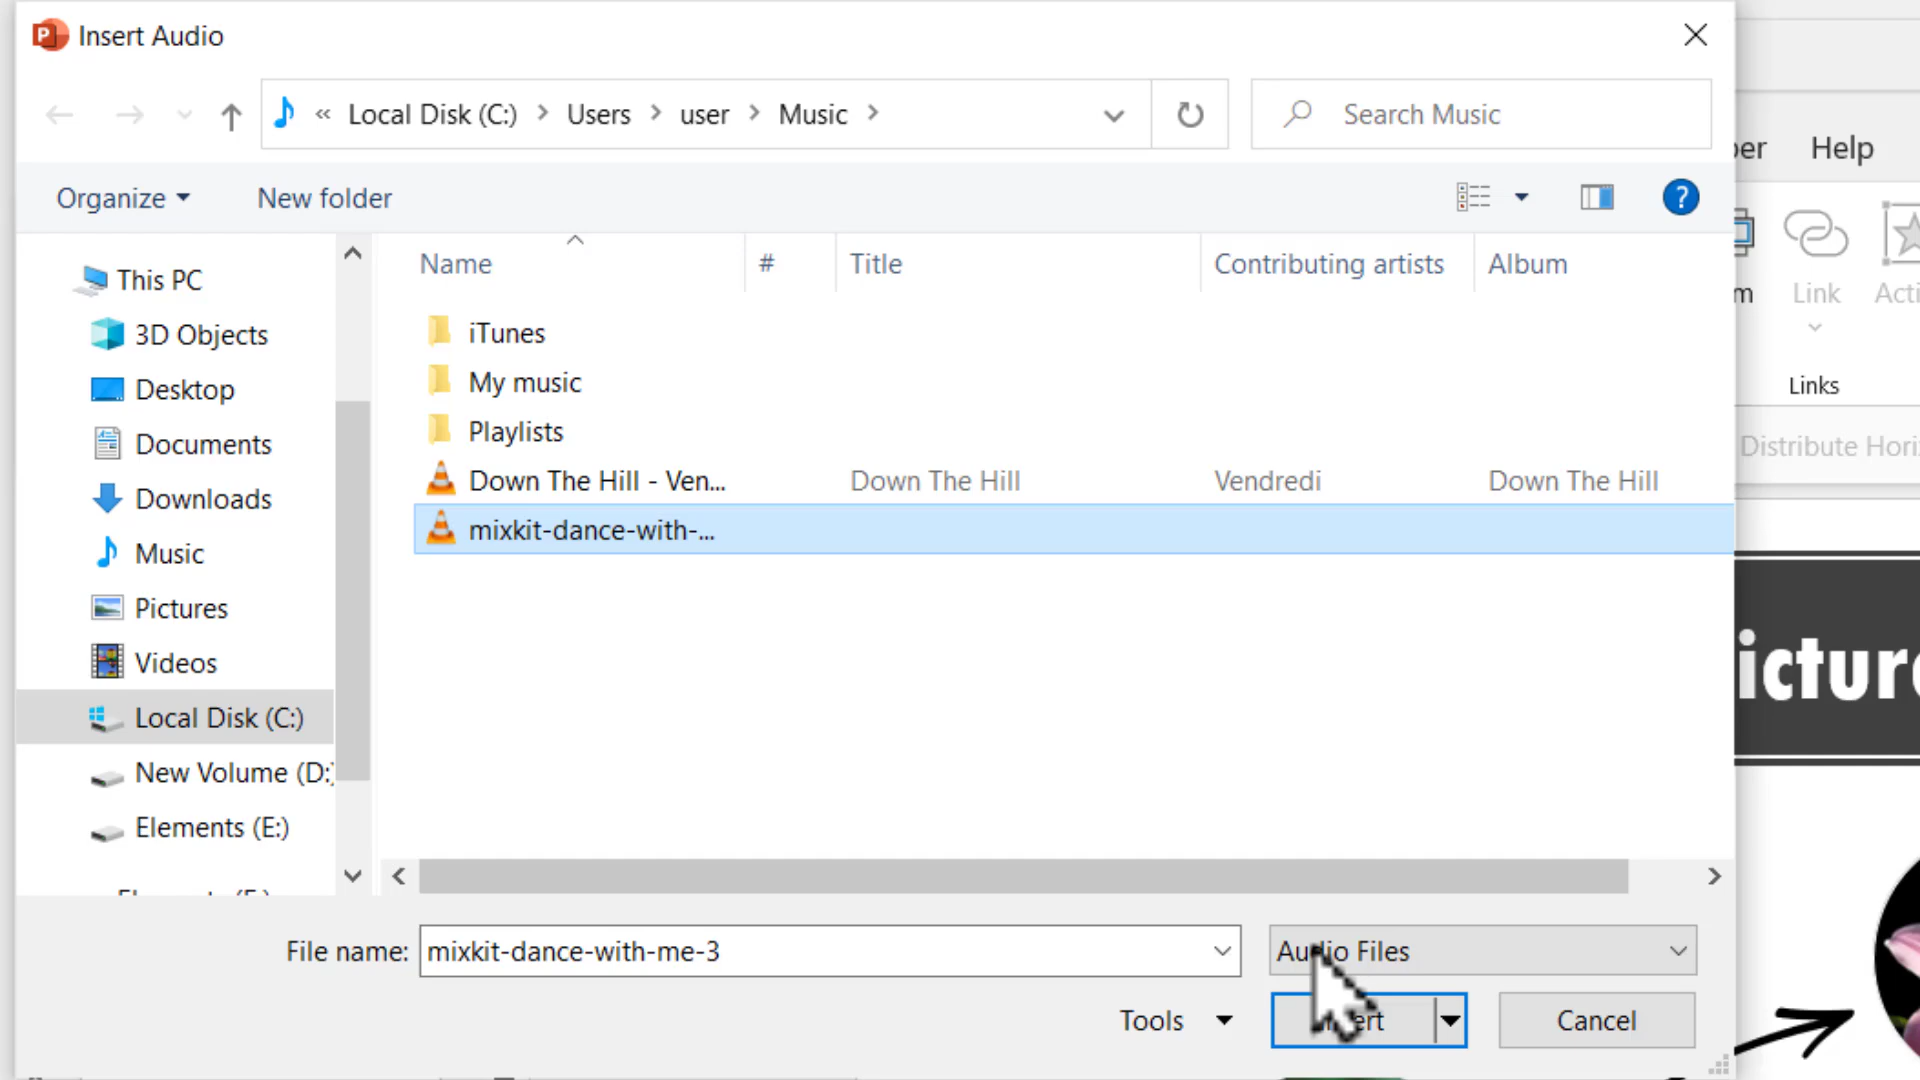 Insert Audio
« Local Disk (C:) > Users > user > Music >
Search Music
Help
Organize
New folder
?
Link
Links
Name
#
Title
Contributing artists
Album
This PC
3D Objects
Desktop
Documents
Downloads
Music
Pictures
Videos
Local Disk (C:)
New Volume (D:)
Elements (E:)
iTunes
My music
Playlists
Down The Hill - Ven... Down The Hill Vendredi Down The Hill
mixkit-dance-with-...
Distribute Hori
icture
File name: mixkit-dance-with-me-3
Audio Files
Tools
Cancel